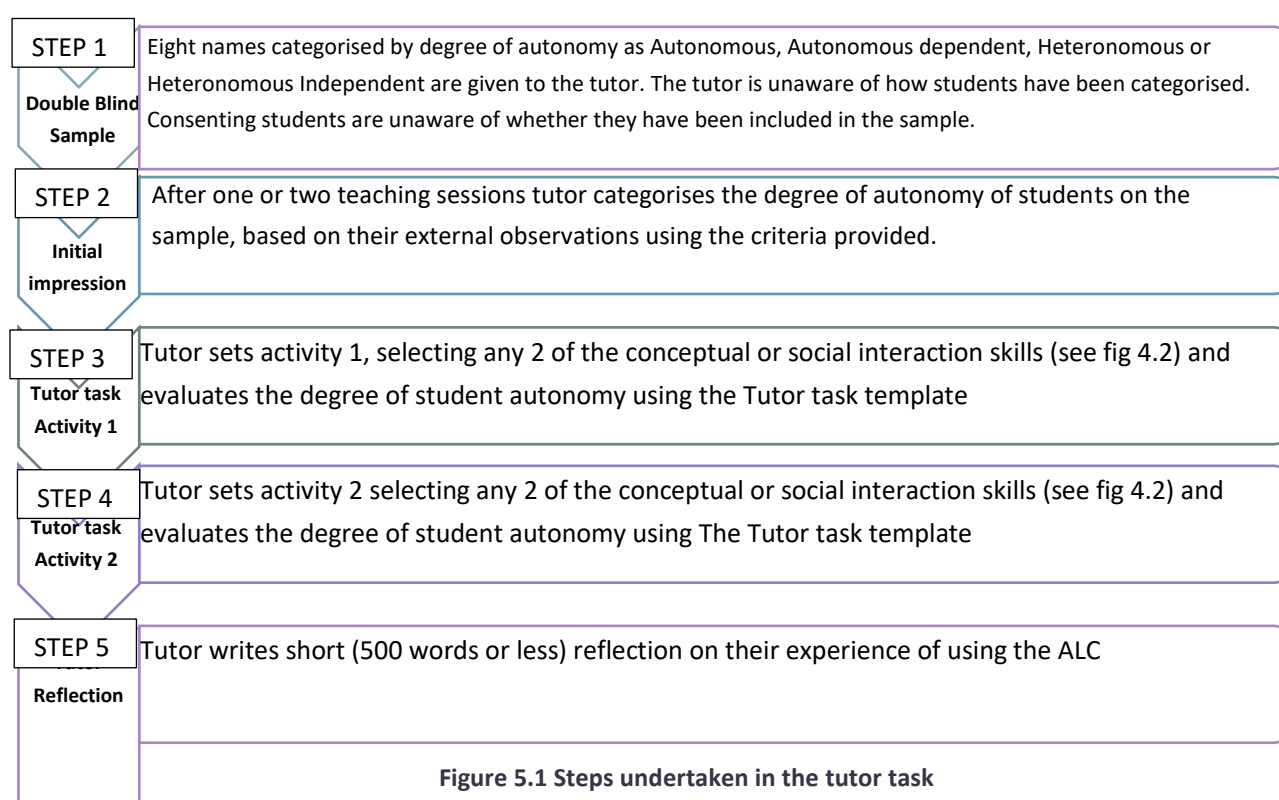 STEP 1
Double Blind
Sample
Eight names categorised by degree of autonomy as Autonomous, Autonomous dependent, Heteronomous or
Heteronomous Independent are given to the tutor. The tutor is unaware of how students have been categorised.
Consenting students are unaware of whether they have been included in the sample.
STEP 2
Initial
impression
After one or two teaching sessions tutor categorises the degree of autonomy of students on the
sample, based on their external observations using the criteria provided.
STEP 3
Tutor task
Activity 1
Tutor sets activity 1, selecting any 2 of the conceptual or social interaction skills (see fig 4.2) and
evaluates the degree of student autonomy using the Tutor task template
STEP 4
Tutor task
Activity 2
Tutor sets activity 2 selecting any 2 of the conceptual or social interaction skills (see fig 4.2) and
evaluates the degree of student autonomy using The Tutor task template
STEP 5
Reflection
Tutor writes short (500 words or less) reflection on their experience of using the ALC
Figure 5.1 Steps undertaken in the tutor task